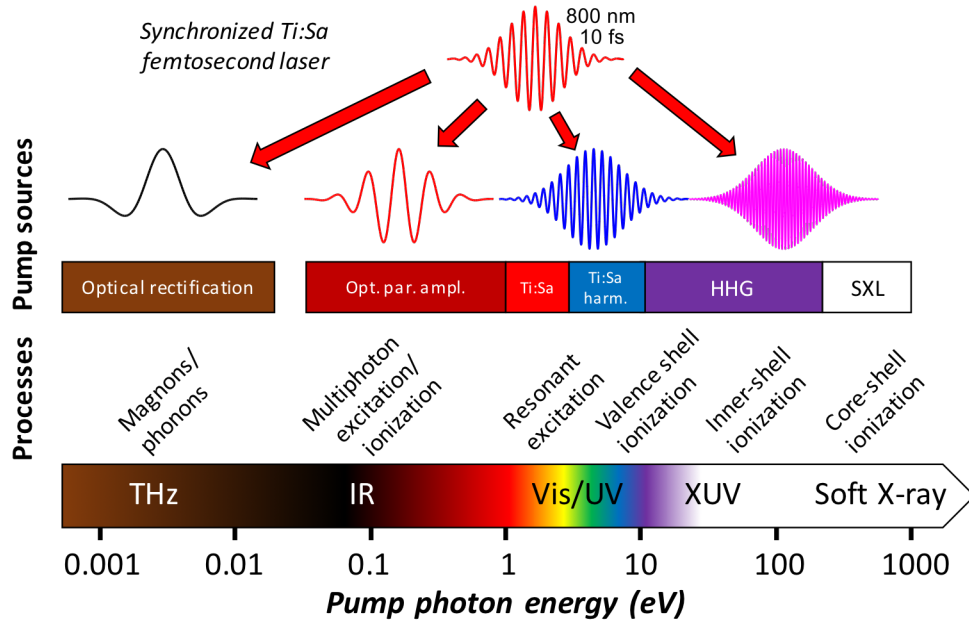 Synchronized Ti:Sa
femtosecond laser
800 nm
10 fs
Pump sources
Optical rectification
Opt. par. ampl.
Ti:Sa
Ti:Sa
harm.
HHG
SXL
Processes
Magnons/
phonons
Multiphoton
excitation/
ionization
Resonant
excitation
Valence shell
ionization
Inner-shell
ionization
Core-shell
ionization
THz
IR
Vis/UV
XUV
Soft X-ray
0.001
0.01
0.1
1
10
100
1000
Pump photon energy (eV)